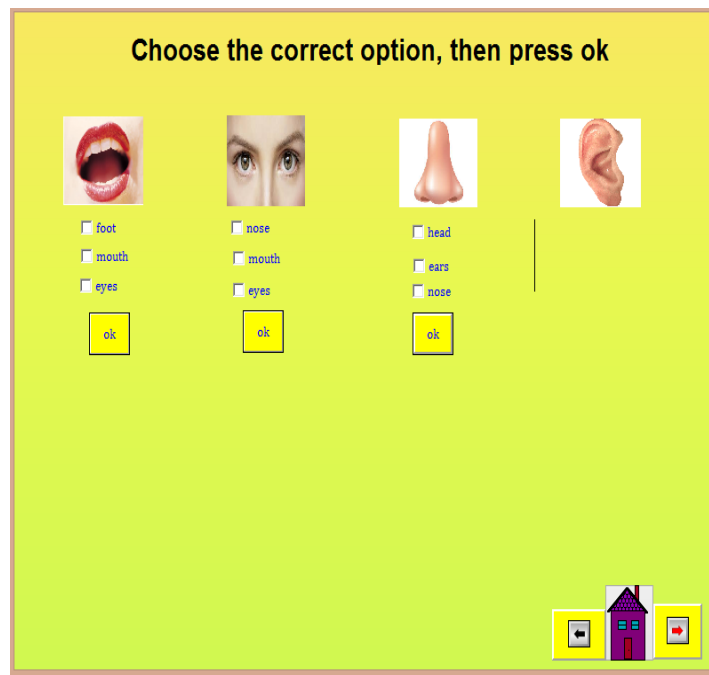 Choose the correct option, then press ok
foot
mouth
eyes
ok
nose
mouth
eyes
ok
head
ears
nose
ok